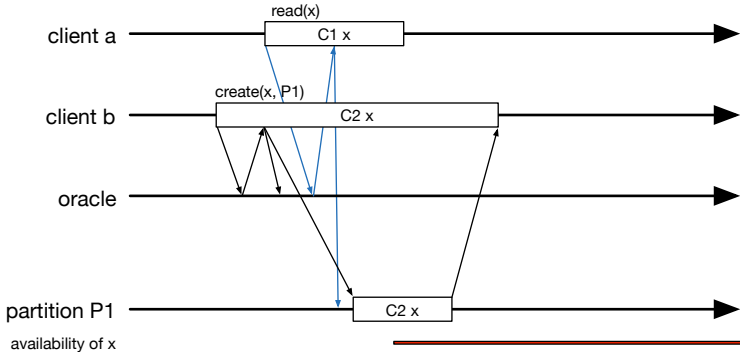 read(x)
client a
C1 x
create(x, P1)
client b
C2 x
oracle
partition P1
C2 x
availability of x